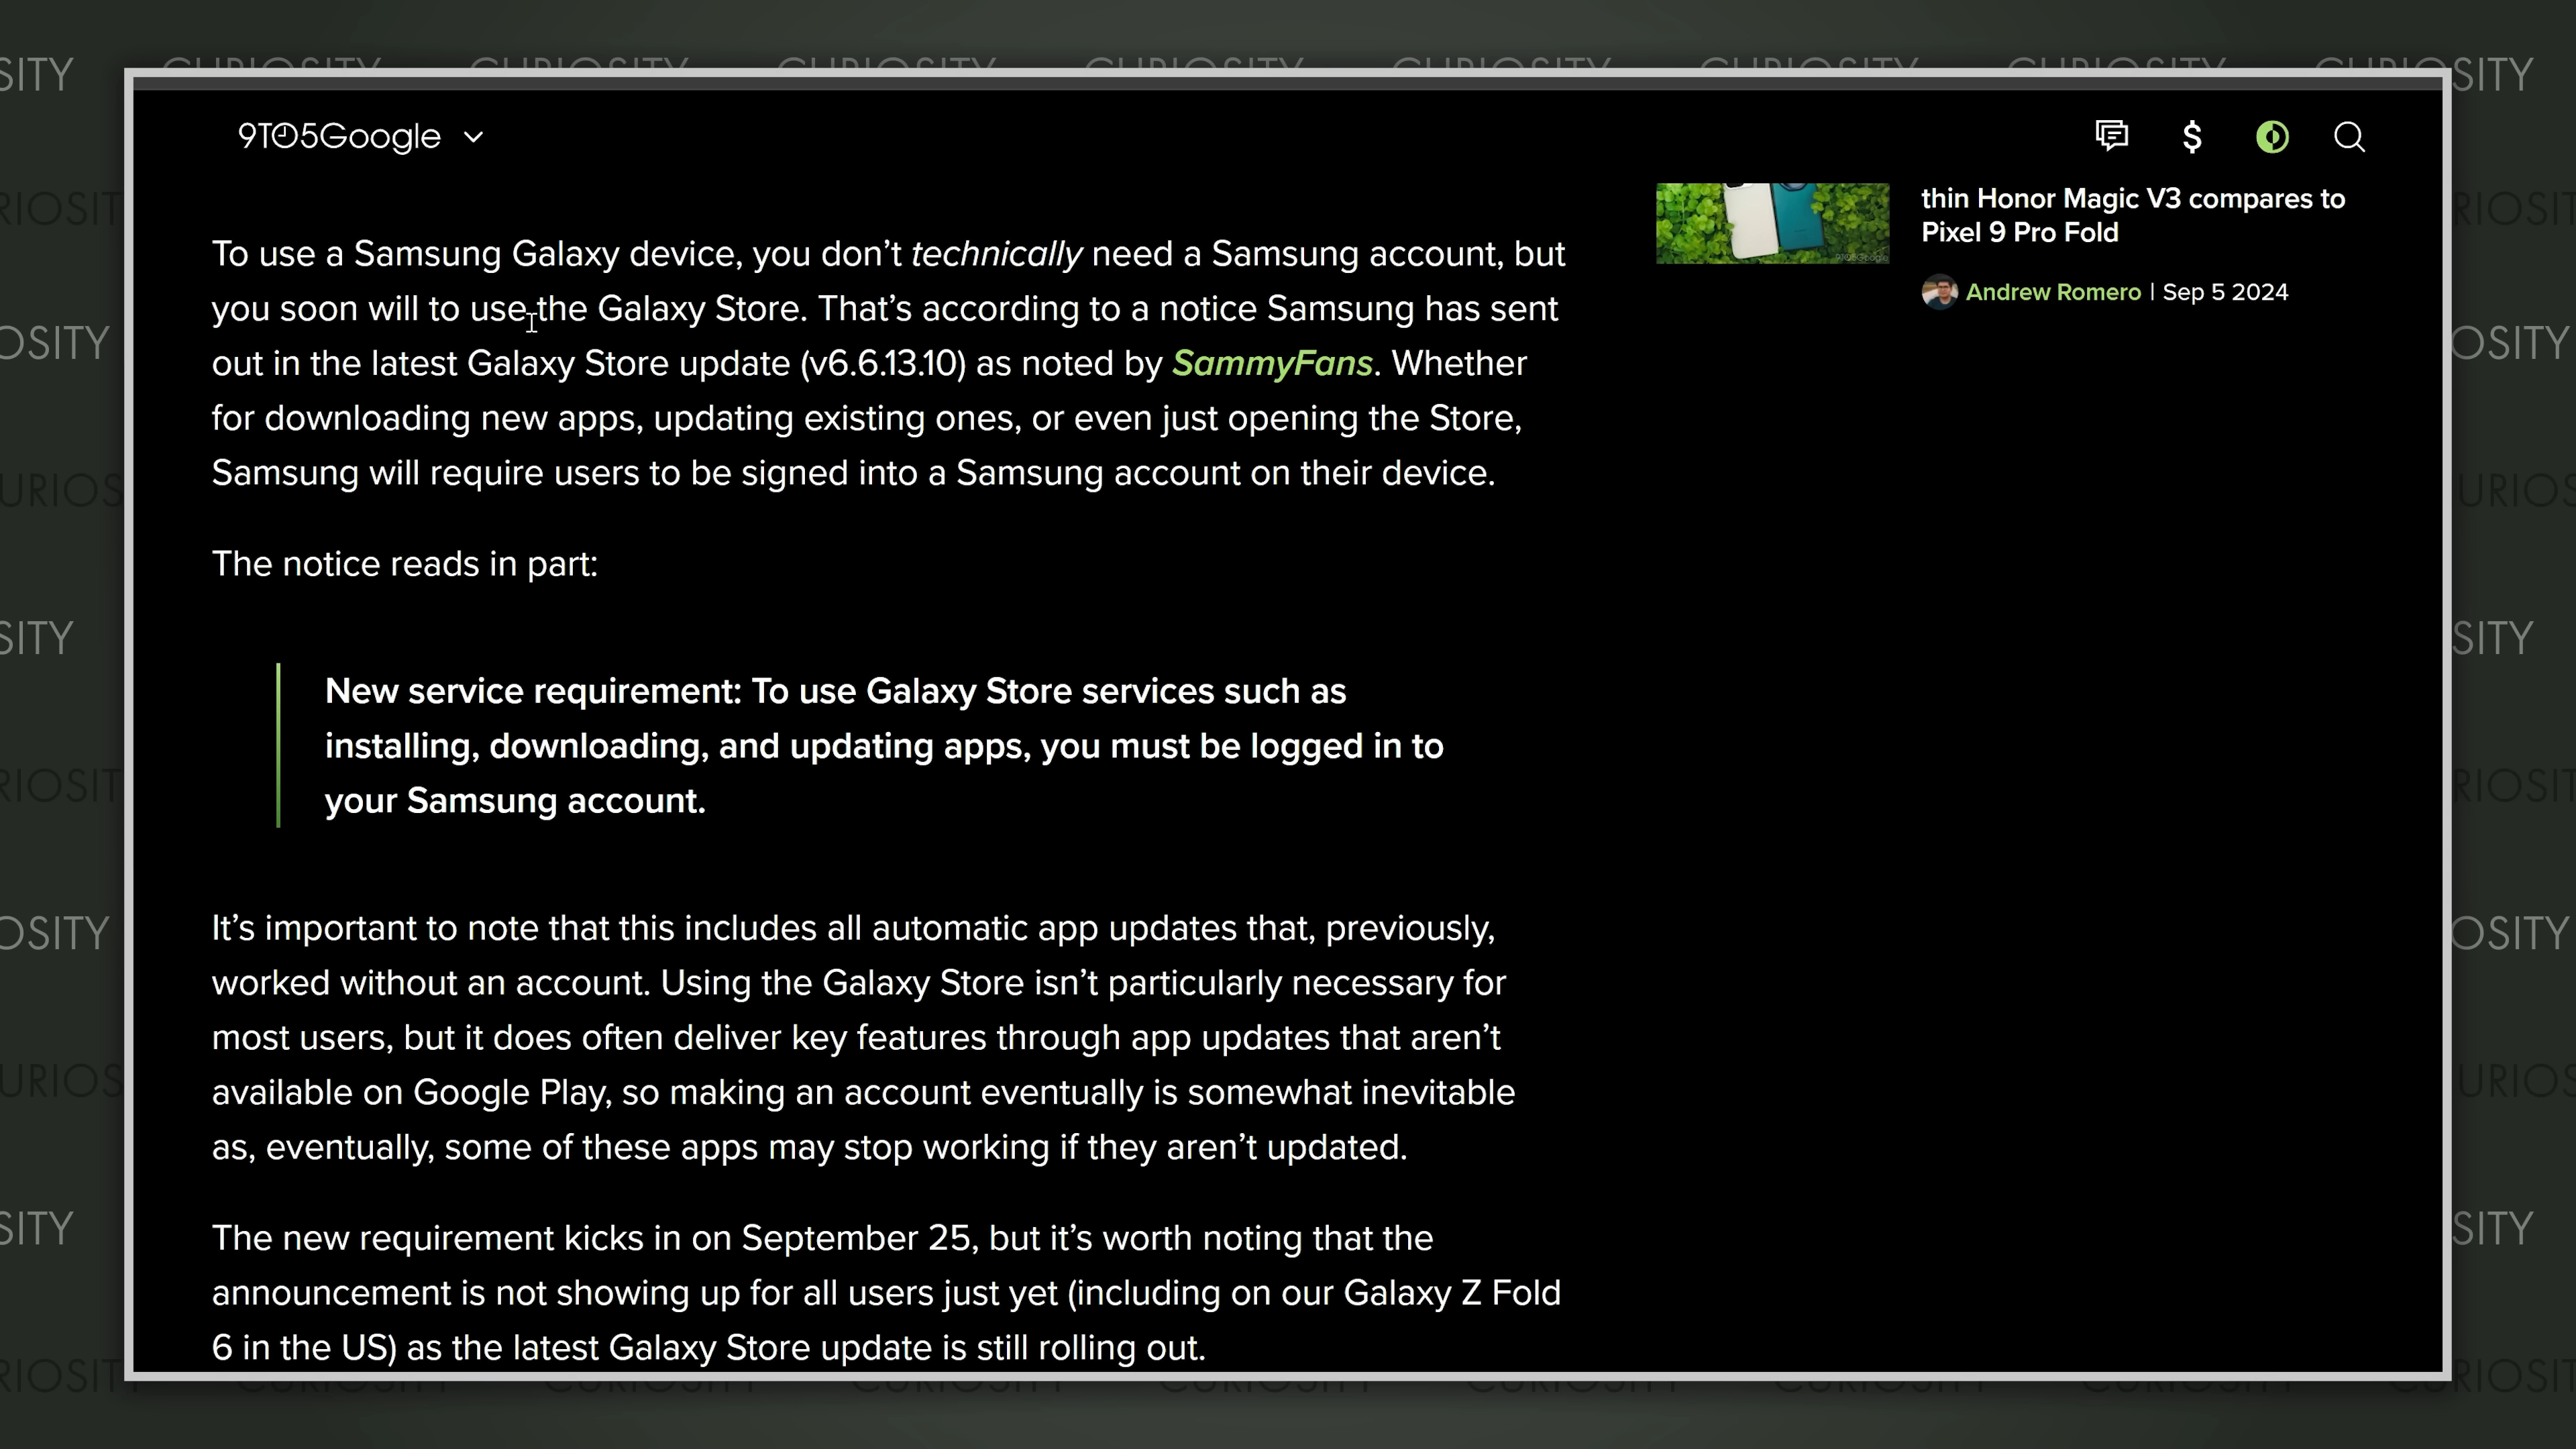 9TO5Google
To use a Samsung Galaxy device, you don't technically need a Samsung account, but
you soon will to use the Galaxy Store. That's according to a notice Samsung has sent
out in the latest Galaxy Store update (v6.6.13.10) as noted by SammyFans. Whether
for downloading new apps, updating existing ones, or even just opening the Store,
Samsung will require users to be signed into a Samsung account on their device.
The notice reads in part:
New service requirement: To use Galaxy Store services such as
installing, downloading, and updating apps, you must be logged in to
your Samsung account.
It's important to note that this includes all automatic app updates that, previously,
worked without an account. Using the Galaxy Store isn't particularly necessary for
most users, but it does often deliver key features through app updates that aren't
available on Google Play, so making an account eventually is somewhat inevitable
as, eventually, some of these apps may stop working if they aren't updated.
The new requirement kicks in on September 25, but it's worth noting that the
announcement is not showing up for all users just yet (including on our Galaxy Z Fold
6 in the US) as the latest Galaxy Store update is still rolling out.
thin Honor Magic V3 compares to
Pixel 9 Pro Fold
Andrew Romero | Sep 5 2024
9TO5Google